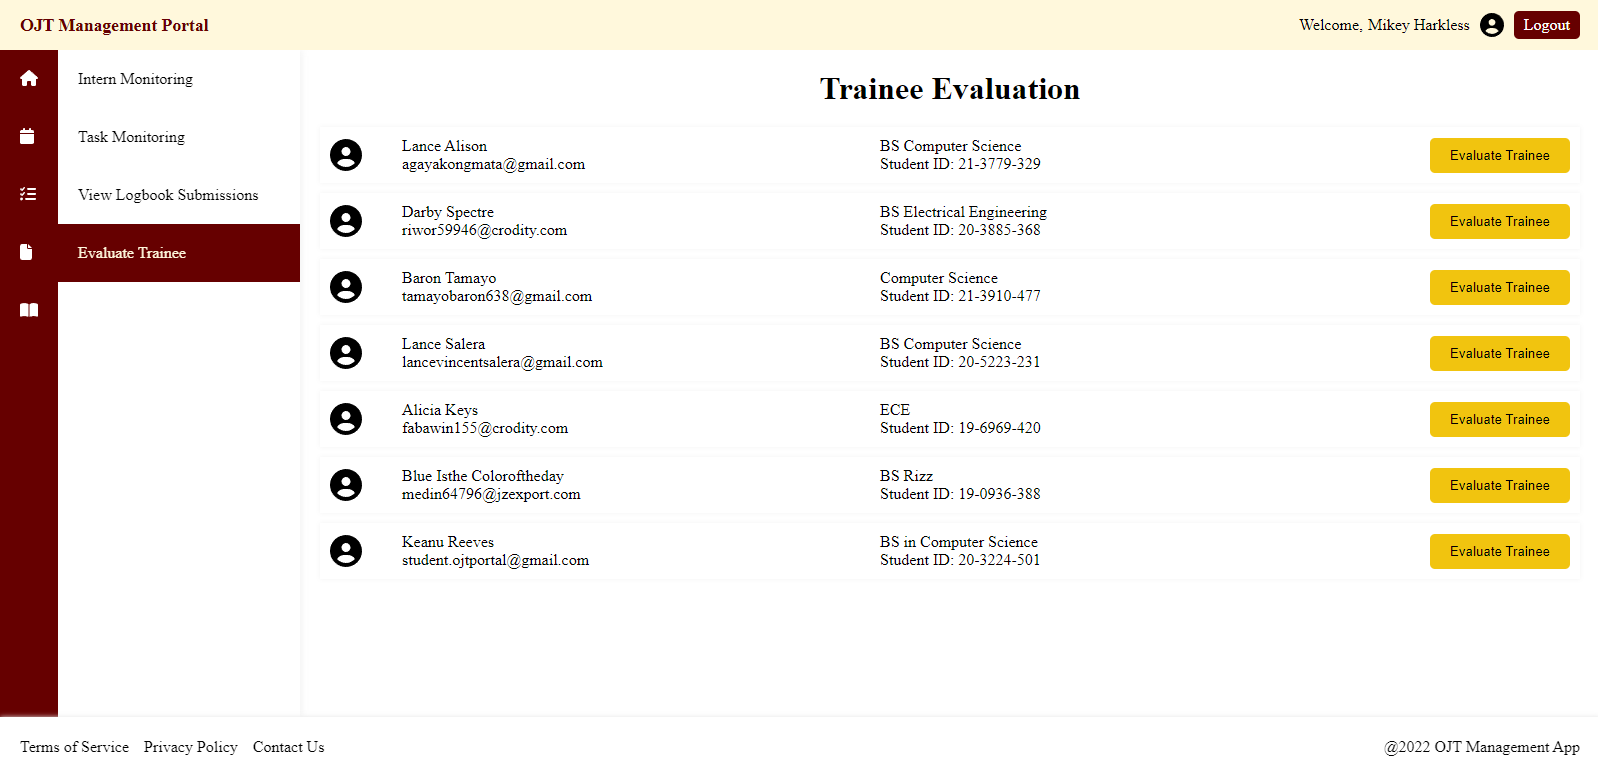 OJT Management Portal
Welcome, Mikey Harkless
Logout
Intern Monitoring
Task Monitoring
View Logbook Submissions
Evaluate Trainee
Trainee Evaluation
Lance Alison
agayakongmata@gmail.com
BS Computer Science
Student ID: 21-3779-329
Evaluate Trainee
Darby Spectre
riwor59946@crodity.com
BS Electrical Engineering
Student ID: 20-3885-368
Evaluate Trainee
Baron Tamayo
tamayobaron638@gmail.com
Computer Science
Student ID: 21-3910-477
Evaluate Trainee
Lance Salera
lancevincentsalera@gmail.com
BS Computer Science
Student ID: 20-5223-231
Evaluate Trainee
Alicia Keys
fabawin155@crodity.com
ECE
Student ID: 19-6969-420
Evaluate Trainee
Blue Isthe Coloroftheday
medin64796@jzexport.com
BS Rizz
Student ID: 19-0936-388
Evaluate Trainee
Keanu Reeves
student.ojtportal@gmail.com
BS in Computer Science
Student ID: 20-3224-501
Evaluate Trainee
Terms of Service
Privacy Policy
Contact Us
@2022 OJT Management App